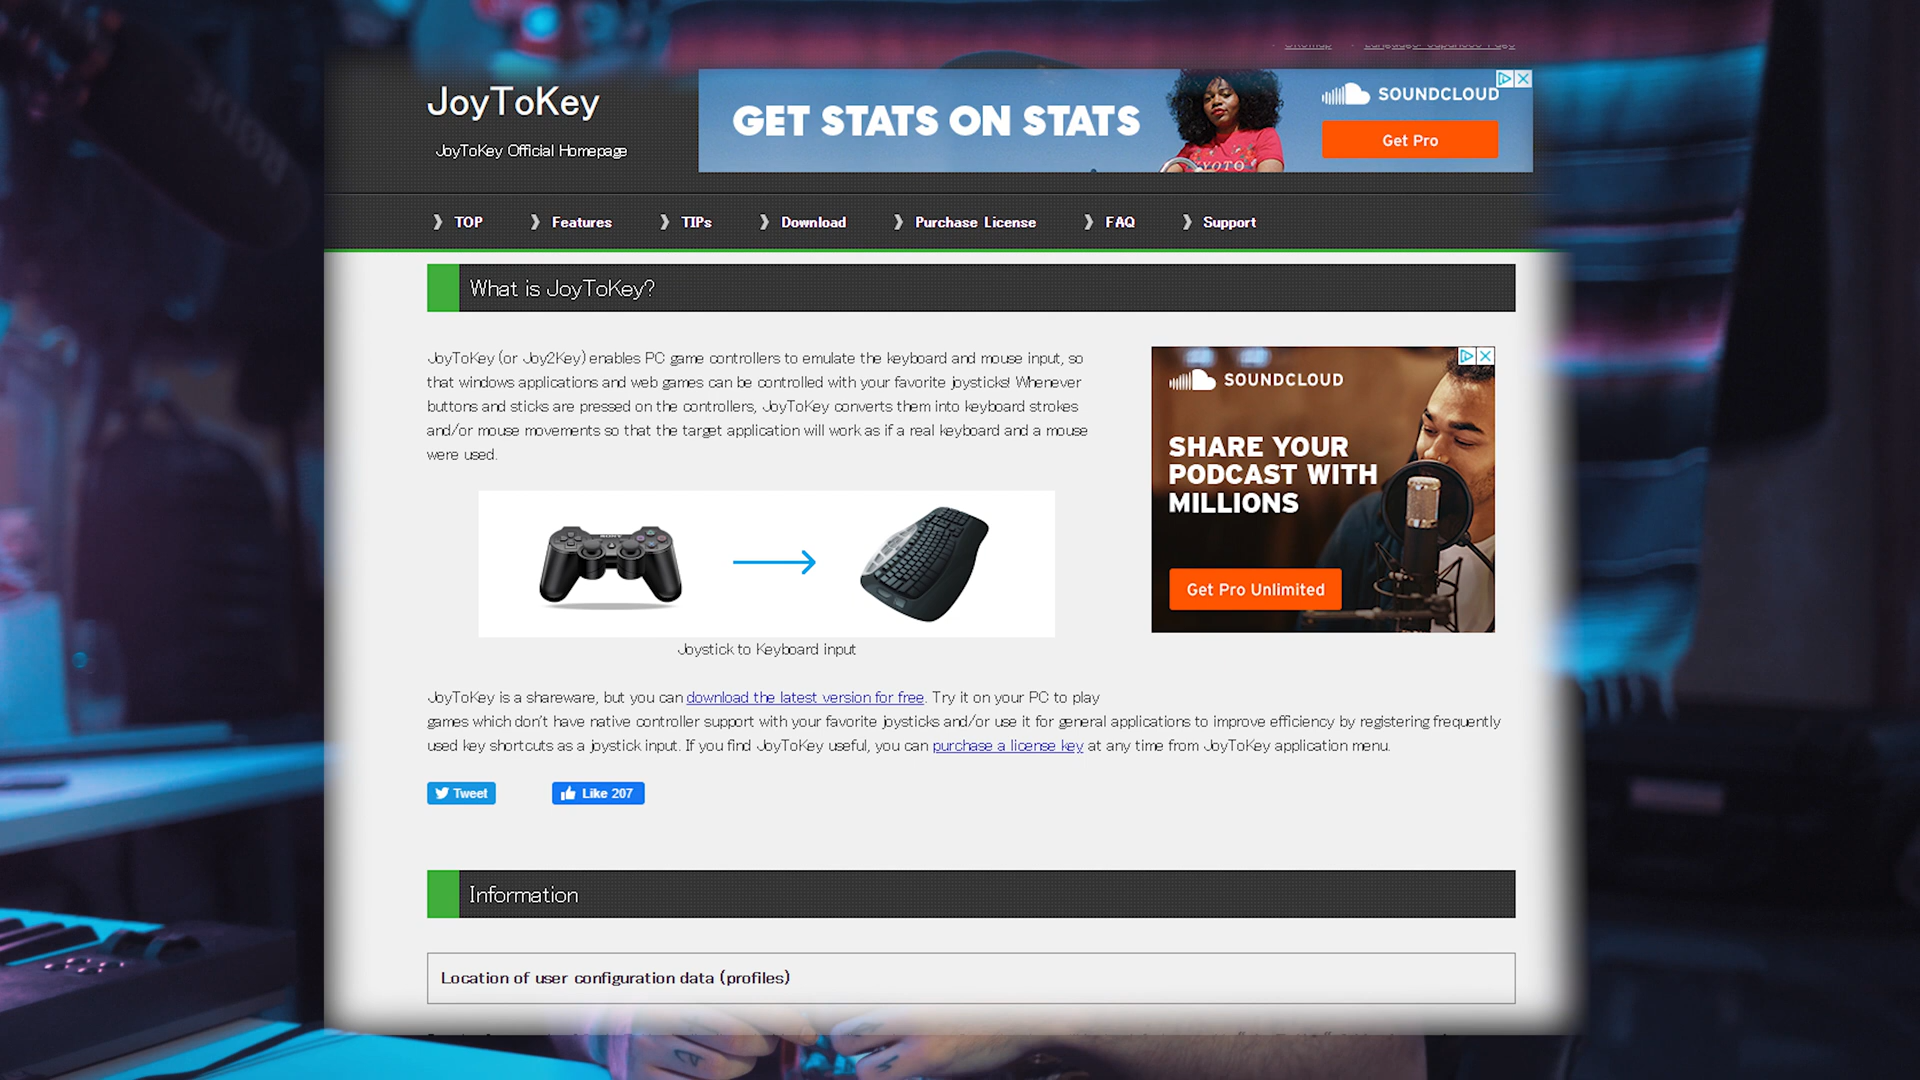 Sitemap
Language: Japanese Page
JoyToKey
JoyToKey Official Homepage
GET STATS ON STATS
SOUNDCLOUD
Get Pro
KYOTO
TOP
Features
TIPs
Download
Purchase License
FAQ
Support
What is JoyToKey?
JoyToKey (or Joy2Key) enables PC game controllers to emulate the keyboard and mouse input, so
that windows applications and web games can be controlled with your favorite joysticks! Whenever
buttons and sticks are pressed on the controllers, JoyToKey converts them into keyboard strokes
and/or mouse movements so that the target application will work as if a real keyboard and a mouse
were used.
SOUNDCLOUD
SHARE YOUR
PODCAST WITH
MILLIONS
Get Pro Unlimited
SONY
Joystick to Keyboard input
JoyToKey is a shareware, but you can download the latest version for free. Try it on your PC to play
games which don't have native controller support with your favorite joysticks and/or use it for general applications to improve efficiency by registering frequently
used key shortcuts as a joystick input. If you find JoyToKey useful, you can purchase a license key at any time from JoyToKey application menu.
Tweet
Like 207
Information
Location of user configuration data (profiles)